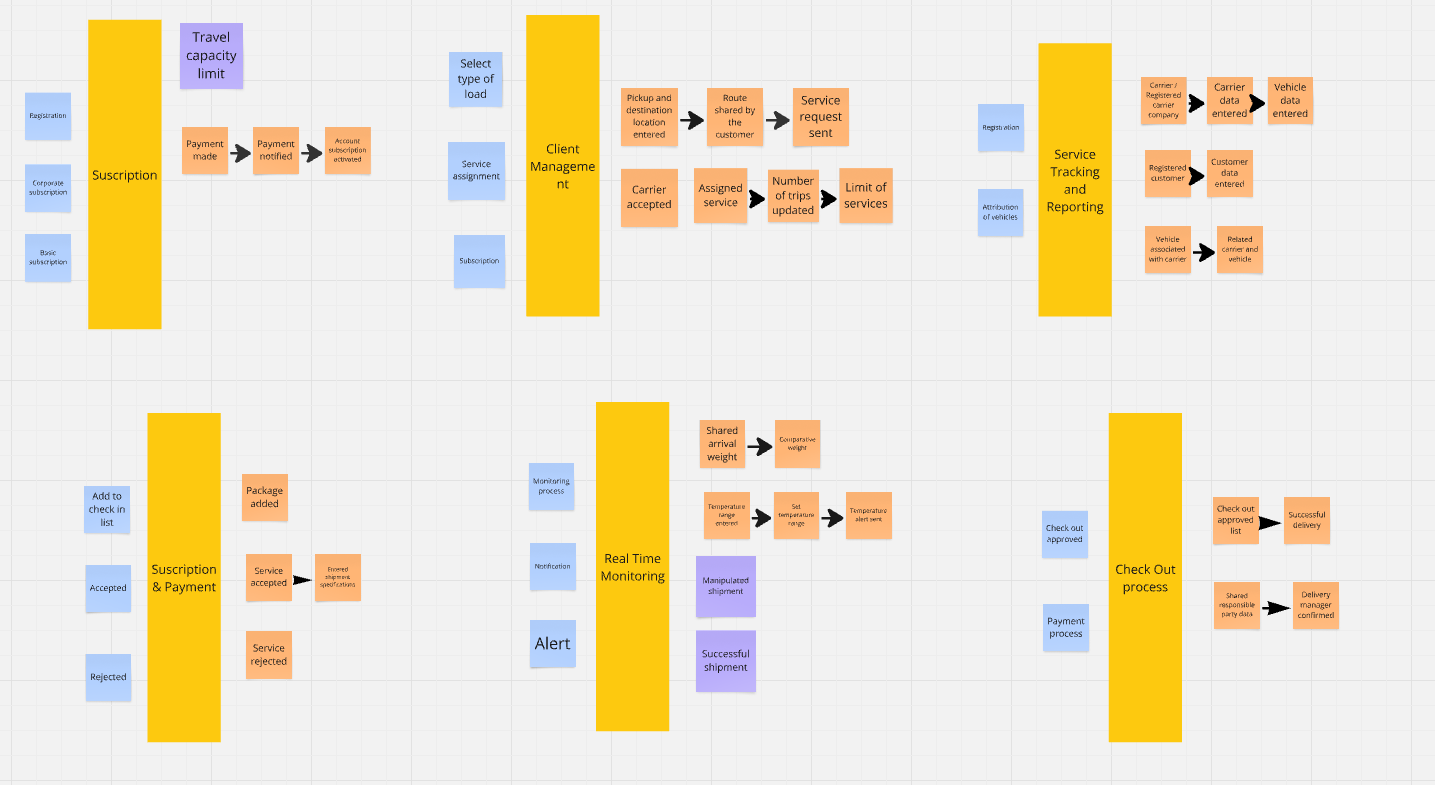 Travel
capacity
limit
Registration
Corporate
subscription
Basic
subscription
Suscription
Payment
made
Payment
notified
Account
subscription
activated
Select
type of
load
Service
assignment
Subscription
Client
Manageme
nt
Pickup and
destination
location
entered
Route
shared by
the
customer
Service
request
sent
Carrier
accepted
Assigned
service
Number
of trips
updated
Limit of
services
Registration
Attribution
of vehicles
Service
Tracking
and
Reporting
Carrier /
Registered
carrier
company
Carrier
data
entered
Vehicle
data
entered
Registered
customer
Customer
data
entered
Vehicle
associated
with carrier
Related
carrier and
vehicle
Add to
check in
list
Accepted
Rejected
Suscription
& Payment
Package
added
Service
accepted
Entered
shipment
specifications
Service
rejected
Monitoring
process
Notification
Alert
Real Time
Monitoring
Shared
arrival
weight
Comparative
weight
Temperature
range
entered
Set
temperature
range
Temperature
alert sent
Manipulated
shipment
Successful
shipment
Check out
approved
Payment
process
Check Out
process
Check out
approved
list
Successful
delivery
Shared
responsible
party data
Delivery
manager
confirmed